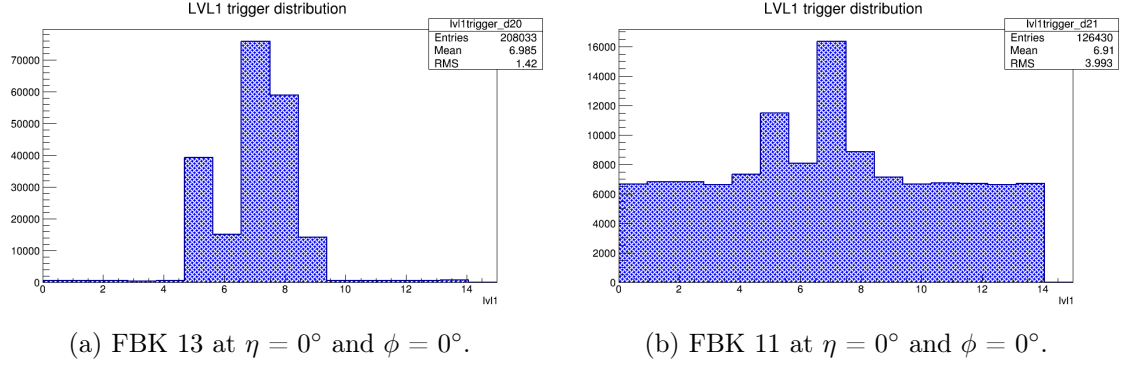 LVL1 trigger distribution
lvl1trigger_d20
Entries 208033
Mean 6.985
RMS 1.42
70000
60000
50000
40000
30000
20000
10000
0
0 2 4 6 8 10 12 14
lvl1
(a) FBK 13 at η = 0° and ϕ = 0°.
LVL1 trigger distribution
lvl1trigger_d21
Entries 126430
Mean 6.91
RMS 3.993
16000
14000
12000
10000
8000
6000
4000
2000
0
0 2 4 6 8 10 12 14
lvl1
(b) FBK 11 at η = 0° and ϕ = 0°.